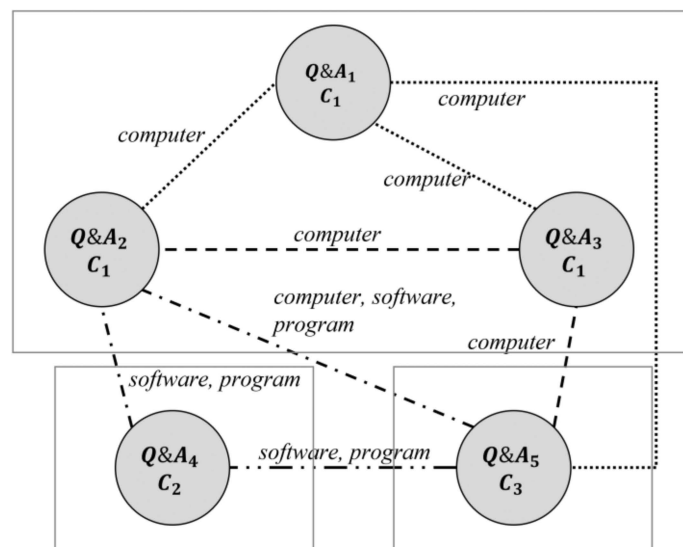 Q&A₁
C₁
computer
computer
computer
Q&A₂
C₁
computer
Q&A₃
C₁
computer, software,
program
computer
software, program
Q&A₄
C₂
software, program
Q&A₅
C₃